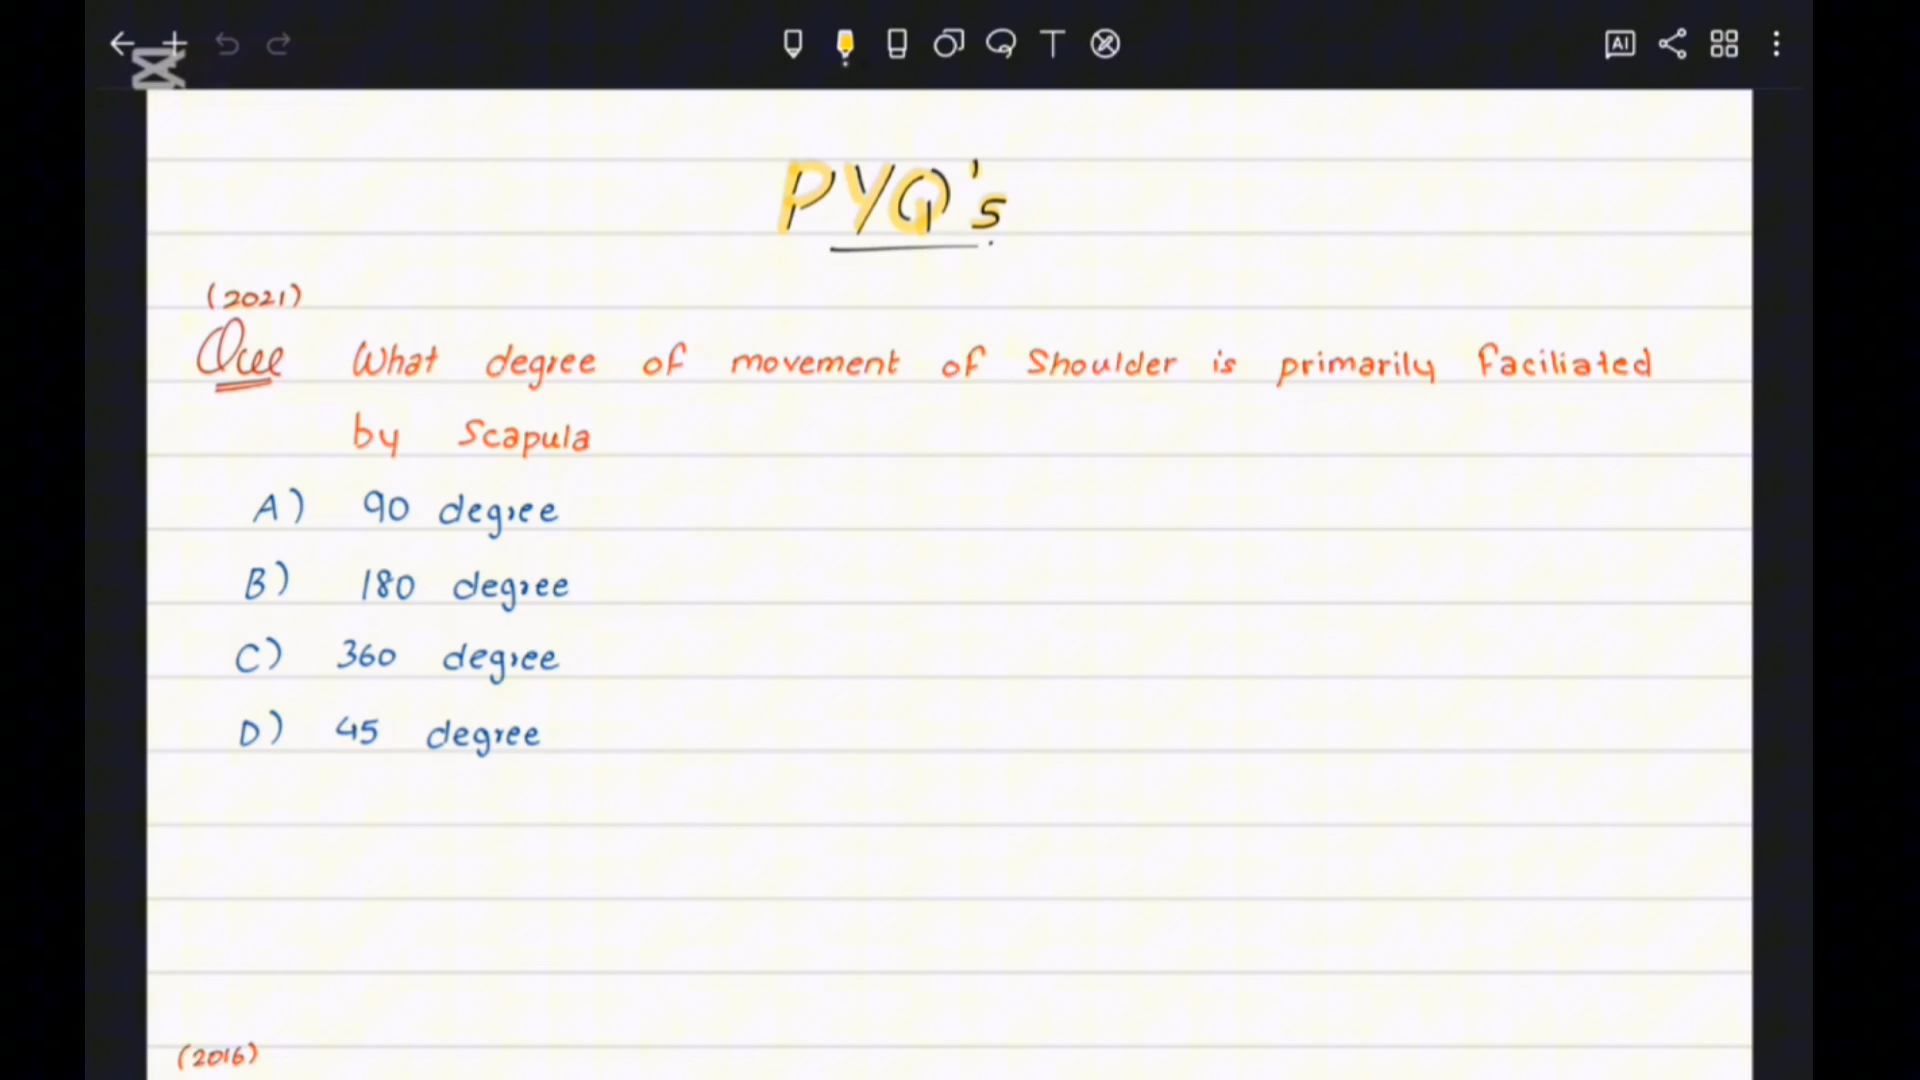 AI
PYQ's
(2021)
Que What degree of movement of Shoulder is primarily faciliated
by Scapula
A) 90 degree
B) 180 degree
C) 360 degree
D) 45 degree
(2016)